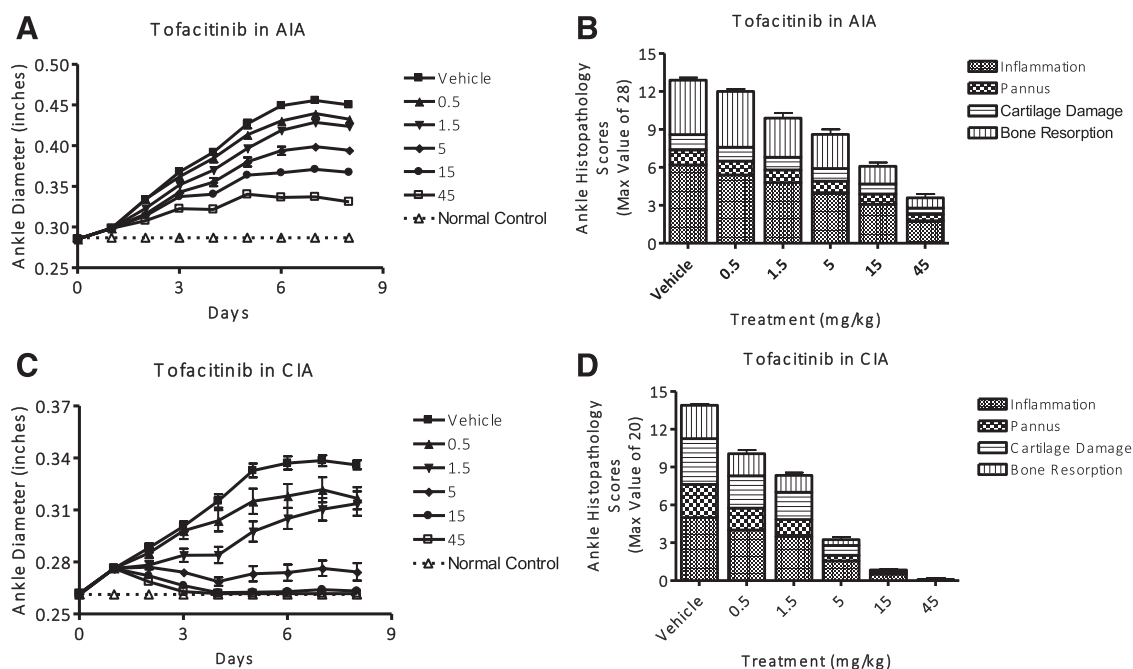 A
Tofacitinib in AIA
Ankle Diameter (inches)
0.50
0.45
0.40
0.35
0.30
0.25
0
3
6
9
Days
Vehicle
0.5
1.5
5
15
45
Normal Control
B
Tofacitinib in AIA
Ankle Histopathology
Scores
(Max Value of 28)
15
12
9
6
3
0
Vehicle
0.5
1.5
5
15
45
Treatment (mg/kg)
Inflammation
Pannus
Cartilage Damage
Bone Resorption
C
Tofacitinib in CIA
Ankle Diameter (inches)
0.37
0.34
0.31
0.28
0.25
0
3
6
9
Days
Vehicle
0.5
1.5
5
15
45
Normal Control
D
Tofacitinib in CIA
Ankle Histopathology
Scores
(Max Value of 20)
15
12
9
6
3
0
Vehicle
0.5
1.5
5
15
45
Treatment (mg/kg)
Inflammation
Pannus
Cartilage Damage
Bone Resorption